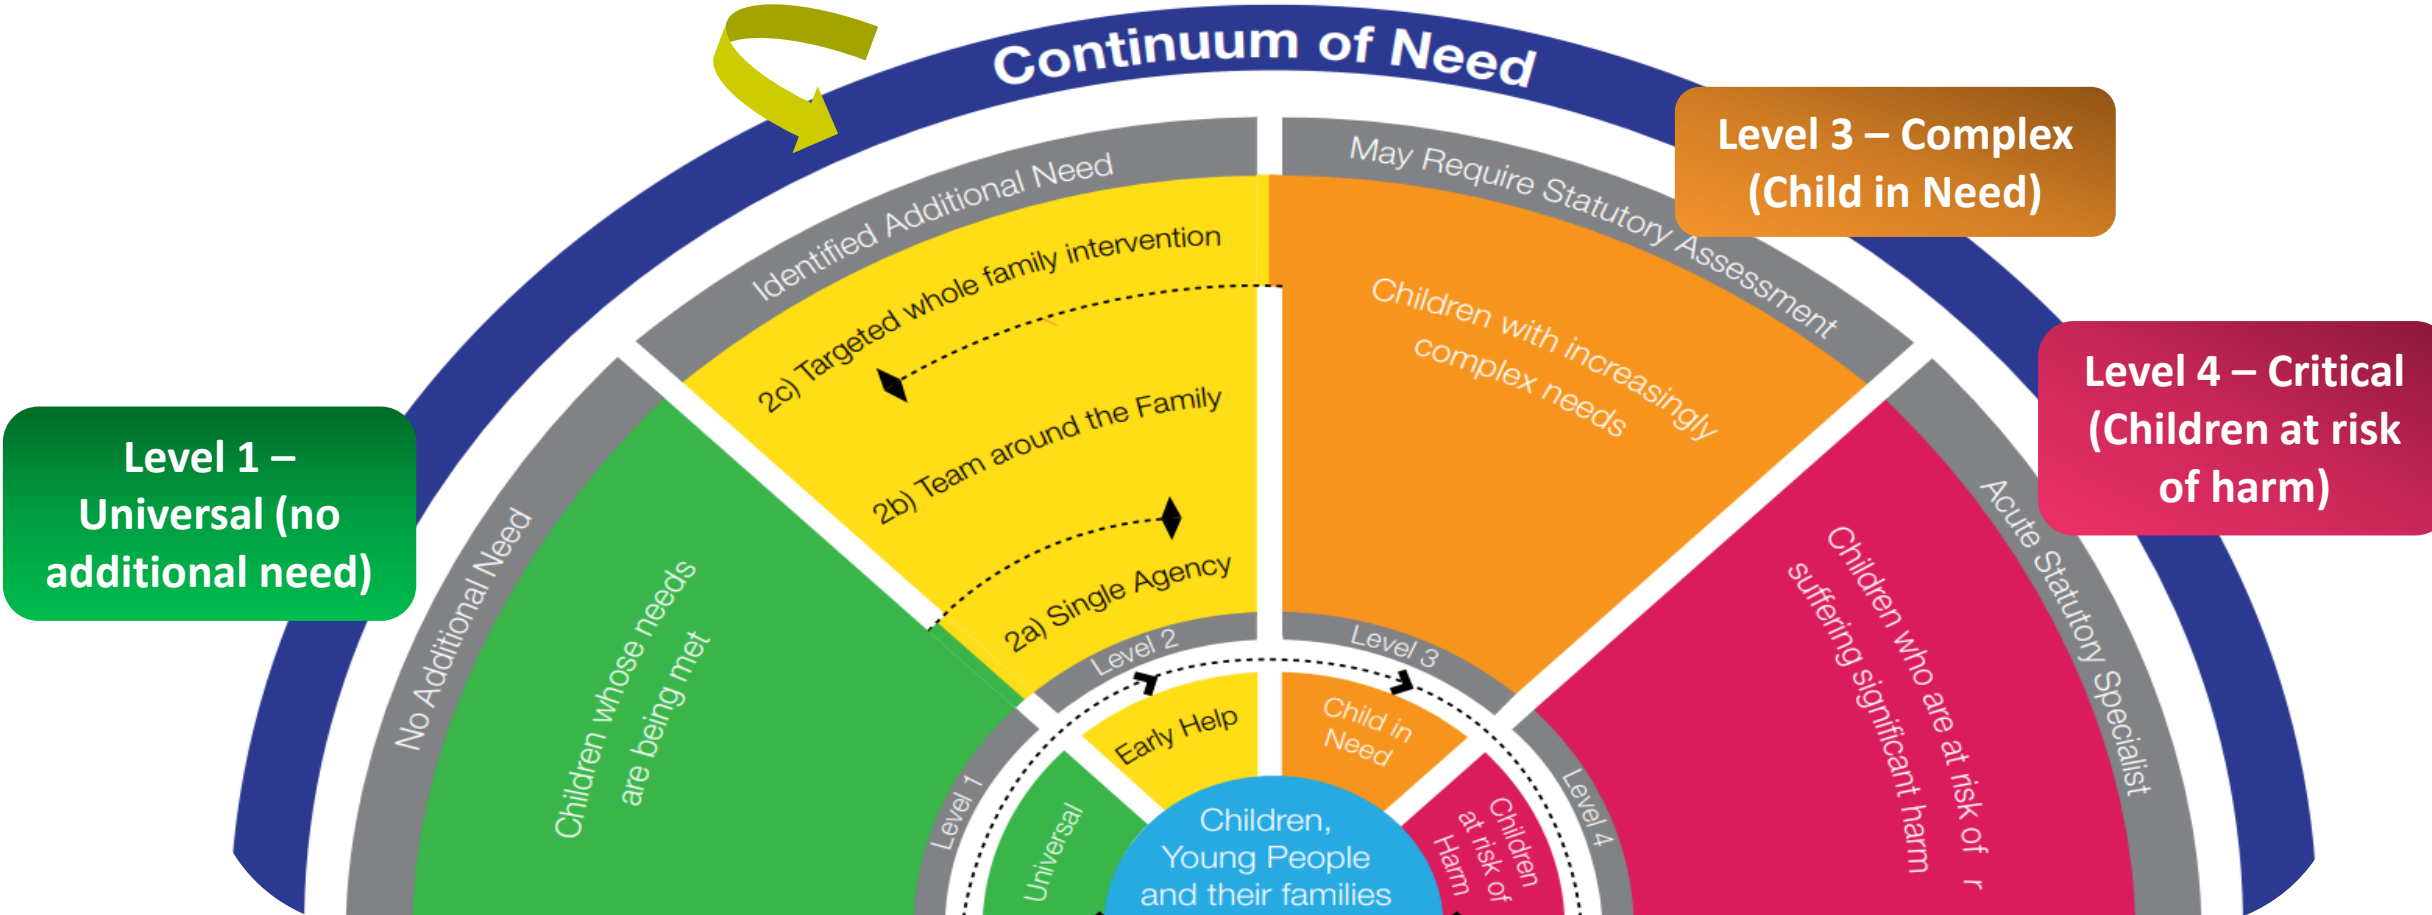 Continuum of Need
Level 1 –
Universal (no
additional need)
Level 3 – Complex
(Child in Need)
Level 4 – Critical
(Children at risk
of harm)
No Additional Need
Identified Additional Need
May Require Statutory Assessment
Acute Statutory Specialist
Children whose needs
are being met
2c) Targeted whole family intervention
2b) Team around the Family
2a) Single Agency
Children with increasingly
complex needs
Children who are at risk of r
suffering significant harm
Level 1
Level 2
Level 3
Level 4
Universal
Early Help
Child in
Need
Children
at risk of
Harm
Children,
Young People
and their families